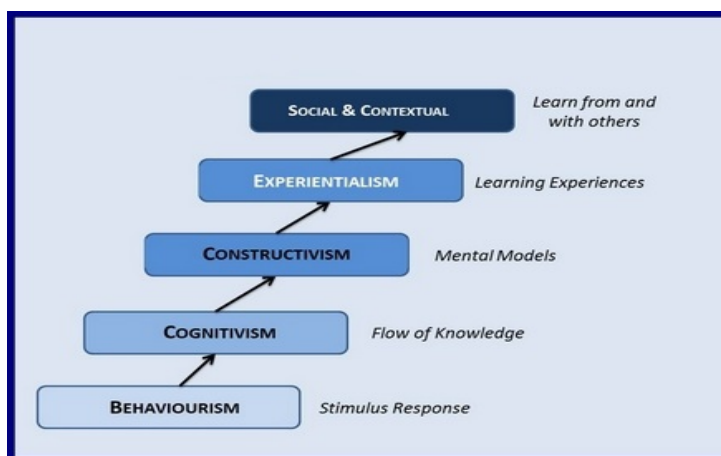 SOCIAL & CONTEXTUAL
Learn from and
with others
EXPERIENTIALISM
Learning Experiences
CONSTRUCTIVISM
Mental Models
COGNITIVISM
Flow of Knowledge
BEHAVIOURISM
Stimulus Response